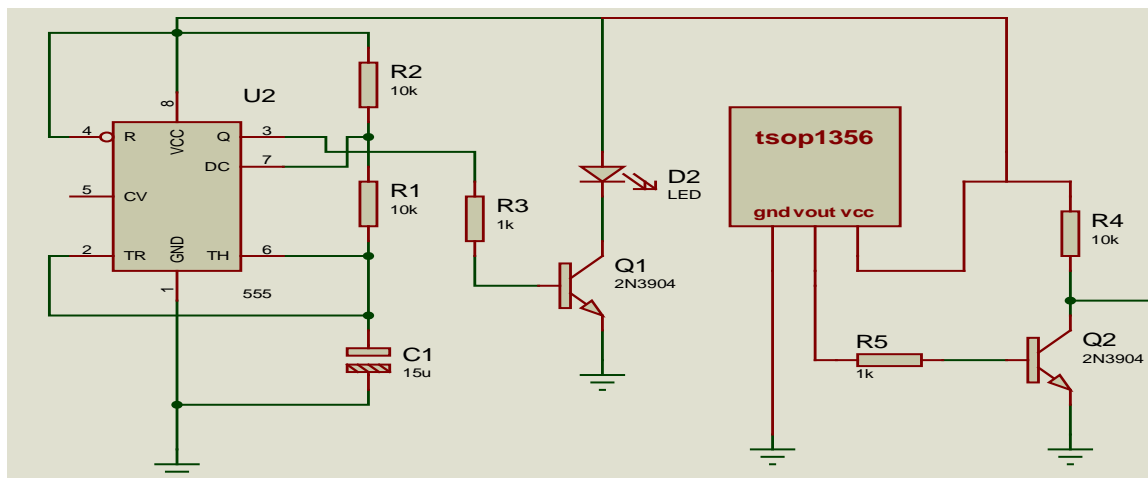 U2
4
R
8
VCC
Q
3
DC
7
5
CV
2
TR
GND
TH
6
1
555
R2
10k
R1
10k
C1
15u
R3
1k
D2
LED
Q1
2N3904
tsop1356
gnd vout vcc
R4
10k
R5
1k
Q2
2N3904